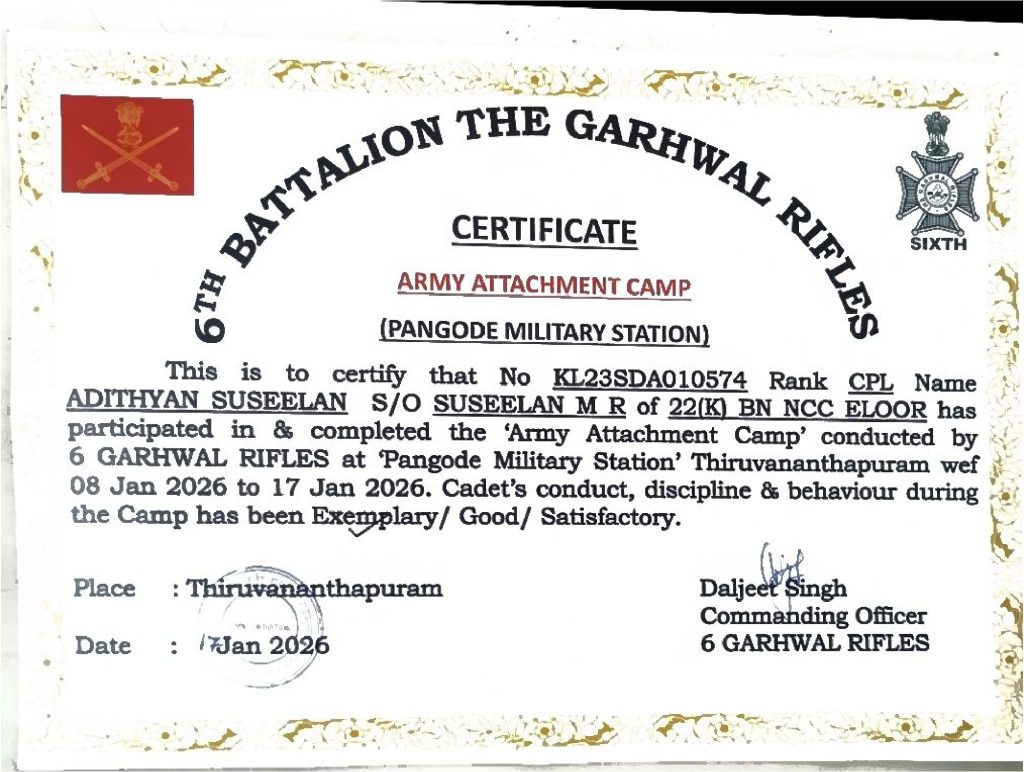 6TH BATTALION THE GARHWAL RIFLES
SIXTH
CERTIFICATE
ARMY ATTACHMENT CAMP
(PANGODE MILITARY STATION)
This is to certify that No KL23SDA010574 Rank CPL Name
ADITHYAN SUSEELAN S/O SUSEELAN M R of 22(K) BN NCC ELOOR has
participated in & completed the ‘Army Attachment Camp’ conducted by
6 GARHWAL RIFLES at ‘Pangode Military Station’ Thiruvananthapuram wef
08 Jan 2026 to 17 Jan 2026. Cadet’s conduct, discipline & behaviour during
the Camp has been Exemplary/ Good/ Satisfactory.
Place : Thiruvananthapuram
Date : 17 Jan 2026
Daljeet Singh
Commanding Officer
6 GARHWAL RIFLES